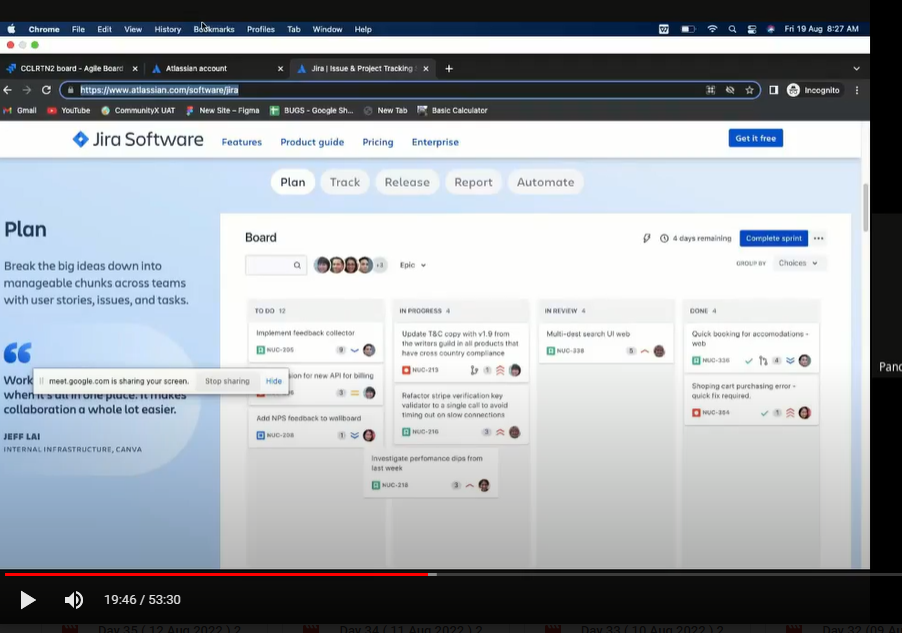 Chrome File Edit View History Bookmarks Profiles Tab Window Help
Fri 19 Aug 8:27 AM
CCLRTN2 board - Agile Board
Atlassian account
Jira | Issue & Project Tracking
https://www.atlassian.com/software/jira
Incognito
Gmail YouTube CommunityX UAT New Site – Figma BUGS - Google Sh... New Tab Basic Calculator
Jira Software Features Product guide Pricing Enterprise Get it free
Plan Track Release Report Automate
Plan
Break the big ideas down into
manageable chunks across teams
with user stories, issues, and tasks.
Board
4 days remaining
Complete sprint
+3
Epic
GROUP BY
Choices
TO DO 12
Implement feedback collector
NUC-205
9
sion for new API for billing
3
Add NPS feedback to wallboard
NUC-208
1
IN PROGRESS 4
Update T&C copy with v1.9 from
the writers guild in all products that
have cross country compliance
NUC-213
1
Refactor stripe verification key
validator to a single call to avoid
timing out on slow connections
NUC-216
3
Investigate perfomance dips from
last week
NUC-218
3
IN REVIEW 4
Multi-dest search UI web
NUC-338
5
DONE 4
Quick booking for accomodations -
web
NUC-336
4
Shoping cart purchasing error -
quick fix required.
NUC-354
1
Work
meet.google.com is sharing your screen. Stop sharing Hide
when it's all in one place. It makes
collaboration a whole lot easier.
JEFF LAI
INTERNAL INFRASTRUCTURE, CANVA
Panc
19:46 / 53:30
Day 35 ( 12 Aug 2022 ) 2
Day 34 ( 11 Aug 2022 ) 2
Day 33 ( 10 Aug 2022 ) 2